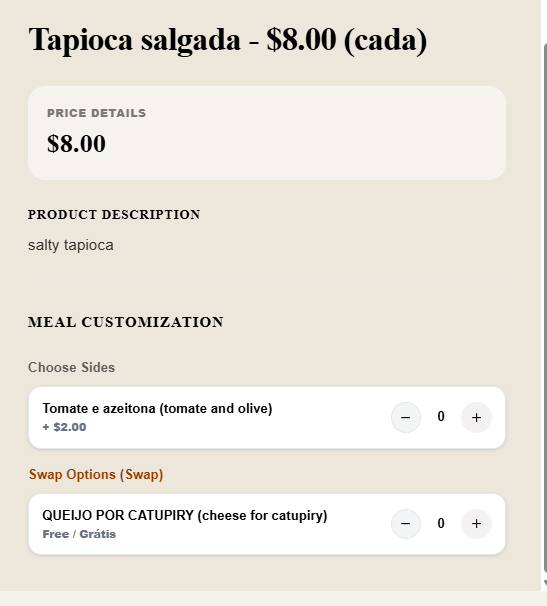 Tapioca salgada - $8.00 (cada)
PRICE DETAILS
$8.00
PRODUCT DESCRIPTION
salty tapioca
MEAL CUSTOMIZATION
Choose Sides
Tomate e azeitona (tomate and olive)
+ $2.00
− 0 +
Swap Options (Swap)
QUEIJO POR CATUPIRY (cheese for catupiry)
Free / Grátis
− 0 +